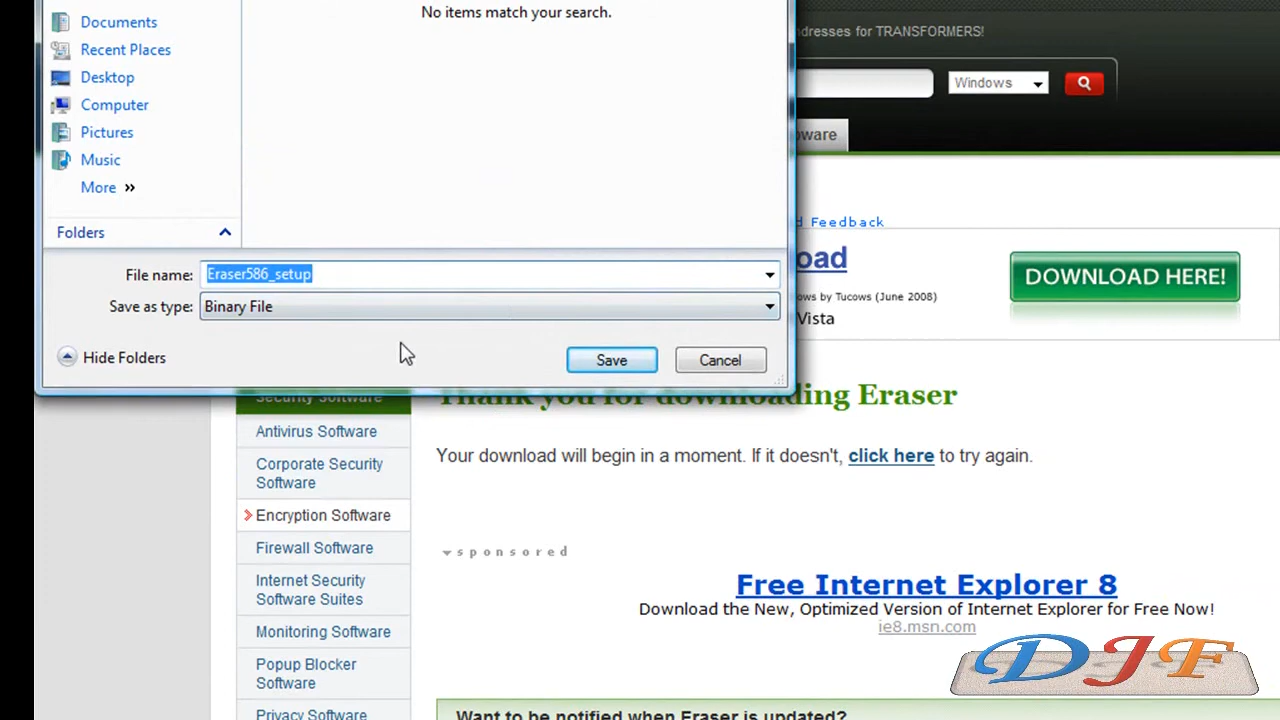 Documents
No items match your search.
Recent Places
Desktop
Computer
Pictures
Music
More »
Folders
File name: Eraser586_setup
Save as type: Binary File
Hide Folders
Save
Cancel
dresses for TRANSFORMERS!
Windows
ware
d Feedback
oad
DOWNLOAD HERE!
ows by Tucows (June 2008)
Vista
Security Software
Thank you for downloading Eraser
Antivirus Software
Your download will begin in a moment. If it doesn't, click here to try again.
Corporate Security
Software
Encryption Software
Firewall Software
sponsored
Internet Security
Software Suites
Free Internet Explorer 8
Download the New, Optimized Version of Internet Explorer for Free Now!
ie8.msn.com
Monitoring Software
Popup Blocker
Software
DJF
Privacy Software
Want to be notified when Eraser is updated?